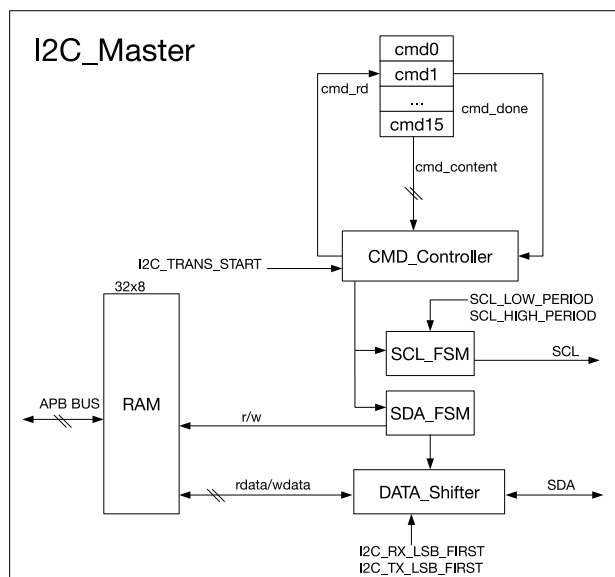 I2C_Master
cmd0
cmd1
...
cmd15
cmd_rd
cmd_done
cmd_content
CMD_Controller
I2C_TRANS_START
32x8
SCL_LOW_PERIOD
SCL_HIGH_PERIOD
SCL_FSM
SCL
APB BUS
RAM
SDA_FSM
r/w
rdata/wdata
DATA_Shifter
SDA
I2C_RX_LSB_FIRST
I2C_TX_LSB_FIRST